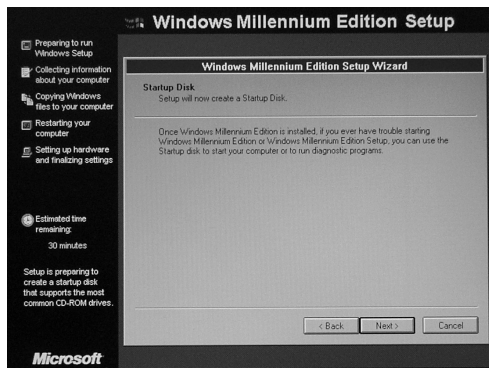 Windows Millennium Edition Setup
Preparing to run
Windows Setup
Collecting information
about your computer
Copying Windows
files to your computer
Restarting your
computer
Setting up hardware
and finalizing settings
Estimated time
remaining:
30 minutes
Setup is preparing to
create a startup disk
that supports the most
common CD-ROM drives.
Microsoft
Windows Millennium Edition Setup Wizard
Startup Disk
Setup will now create a Startup Disk.
Once Windows Millennium Edition is installed, if you ever have trouble starting
Windows Millennium Edition or Windows Millennium Edition Setup, you can use the
Startup disk to start your computer or to run diagnostic programs.
< Back
Next >
Cancel